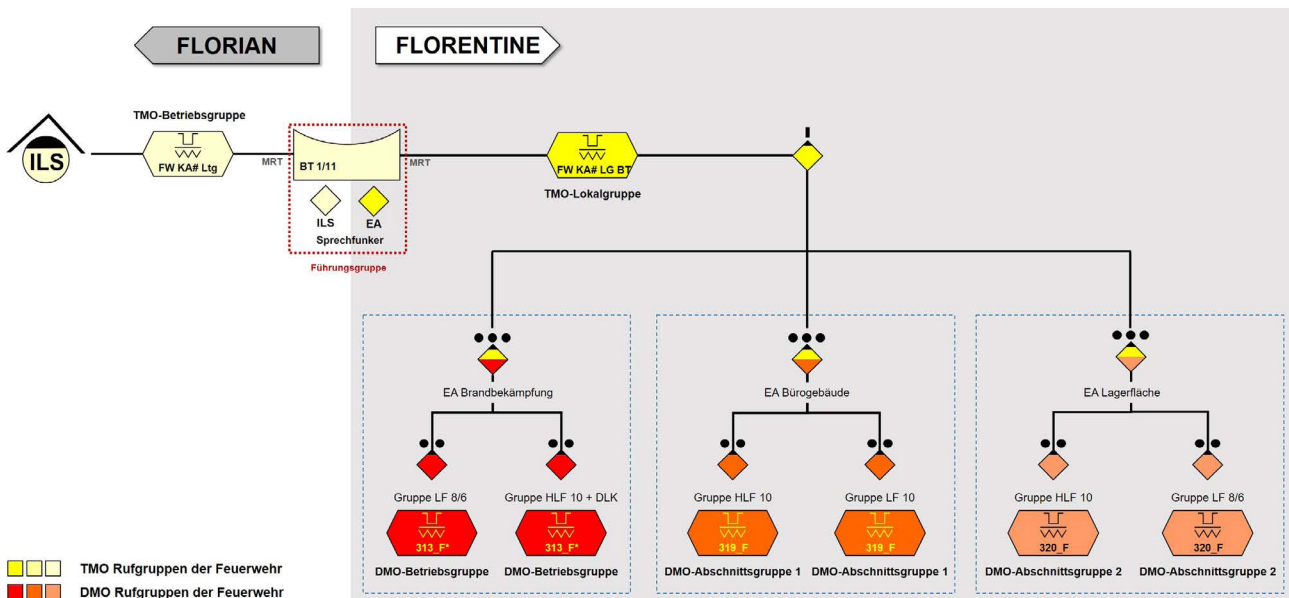 FLORIAN
FLORENTINE
TMO-Betriebsgruppe
ILS
FW KA# Ltg
MRT
BT 1/11
MRT
FW KA# LG BT
TMO-Lokalgruppe
ILS
EA
Sprechfunker
Führungsgruppe
EA Brandbekämpfung
EA Bürogebäude
EA Lagerfläche
Gruppe LF 8/6
Gruppe HLF 10 + DLK
Gruppe HLF 10
Gruppe LF 10
Gruppe HLF 10
Gruppe LF 8/6
313_F*
313_F*
319_F
319_F
320_F
320_F
DMO-Betriebsgruppe
DMO-Betriebsgruppe
DMO-Abschnittsgruppe 1
DMO-Abschnittsgruppe 1
DMO-Abschnittsgruppe 2
DMO-Abschnittsgruppe 2
TMO Rufgruppen der Feuerwehr
DMO Rufgruppen der Feuerwehr